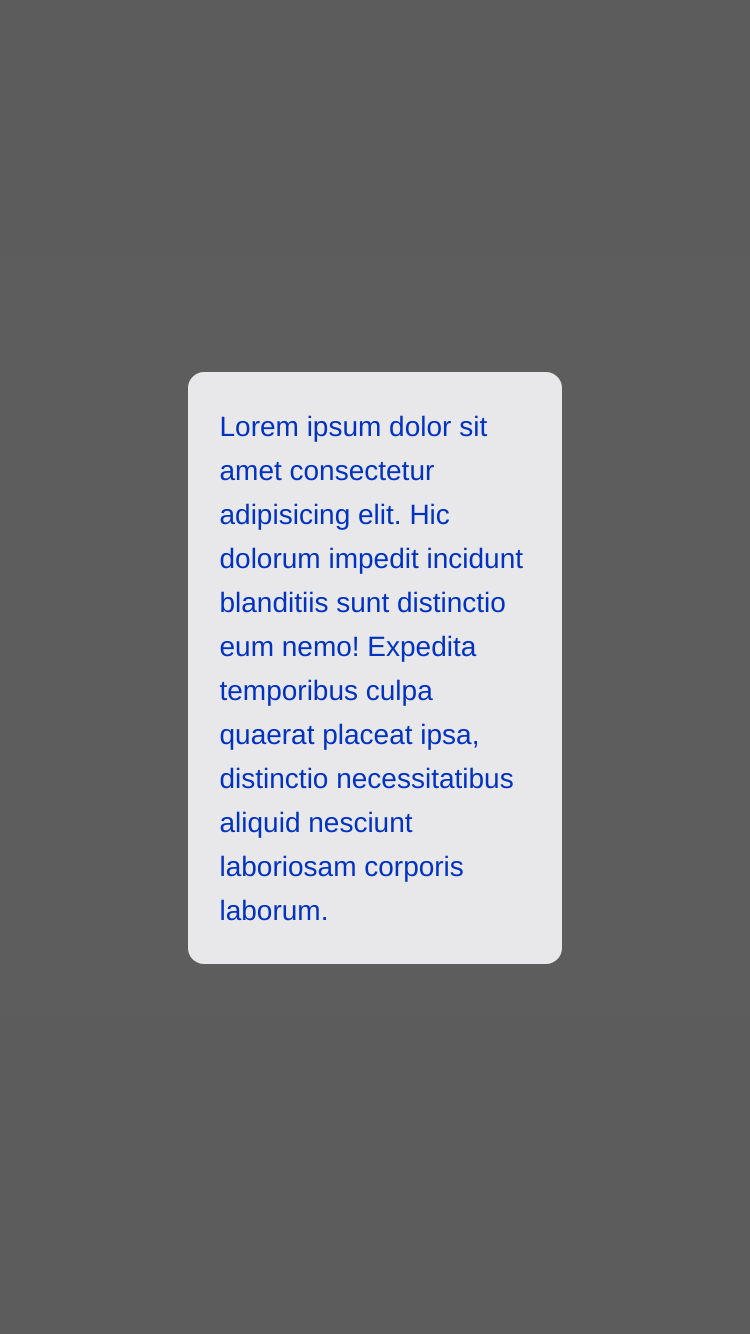 Lorem ipsum dolor sit
amet consectetur
adipisicing elit. Hic
dolorum impedit incidunt
blanditiis sunt distinctio
eum nemo! Expedita
temporibus culpa
quaerat placeat ipsa,
distinctio necessitatibus
aliquid nesciunt
laboriosam corporis
laborum.